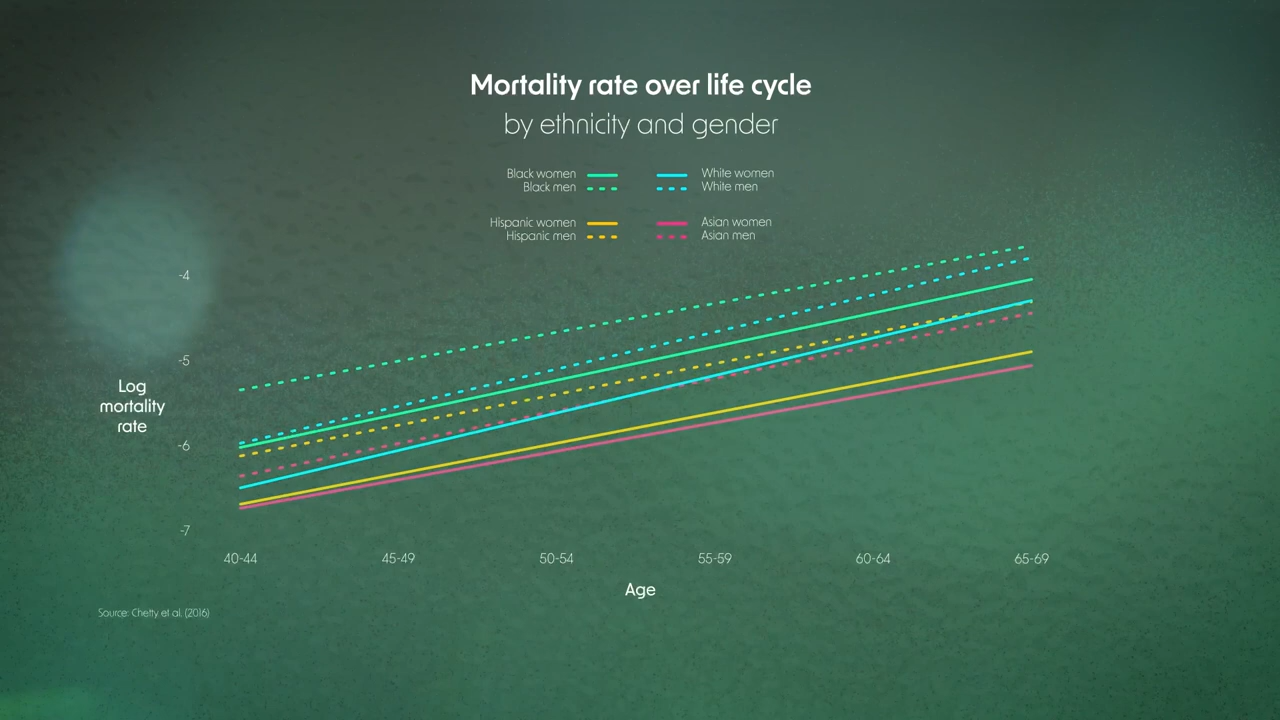 Mortality rate over life cycle
by ethnicity and gender
Black women
Black men
White women
White men
Hispanic women
Hispanic men
Asian women
Asian men
-4
-5
-6
-7
Log
mortality
rate
40-44
45-49
50-54
55-59
60-64
65-69
Age
Source: Chetty et al. (2016)